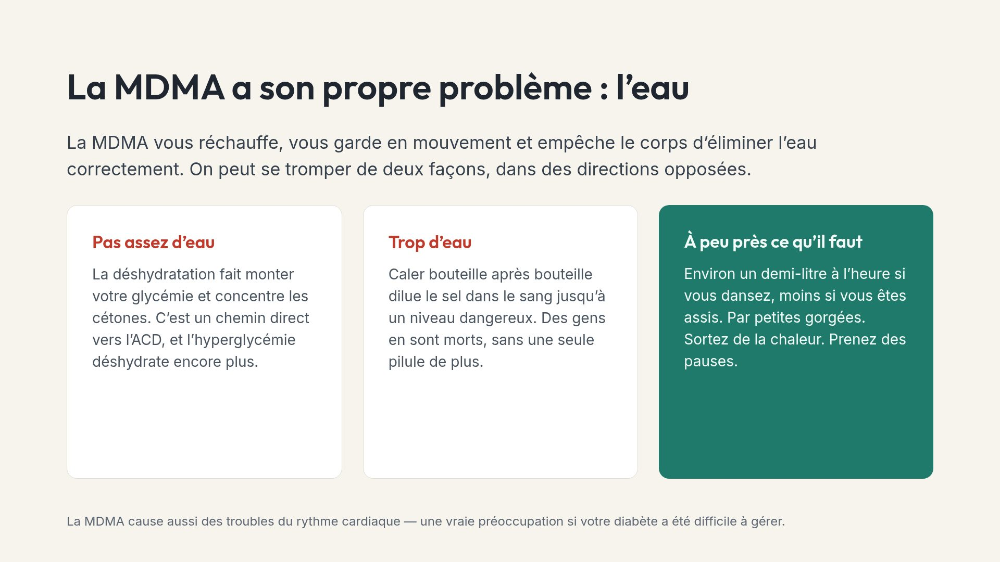 La MDMA a son propre problème : l’eau
La MDMA vous réchauffe, vous garde en mouvement et empêche le corps d’éliminer l’eau
correctement. On peut se tromper de deux façons, dans des directions opposées.
Pas assez d’eau
La déshydratation fait monter
votre glycémie et concentre les
cétones. C’est un chemin direct
vers l’ACD, et l’hyperglycémie
déshydrate encore plus.
Trop d’eau
Caler bouteille après bouteille
dilue le sel dans le sang jusqu’à
un niveau dangereux. Des gens
en sont morts, sans une seule
pilule de plus.
À peu près ce qu’il faut
Environ un demi-litre à l’heure si
vous dansez, moins si vous êtes
assis. Par petites gorgées.
Sortez de la chaleur. Prenez des
pauses.
La MDMA cause aussi des troubles du rythme cardiaque — une vraie préoccupation si votre diabète a été difficile à gérer.